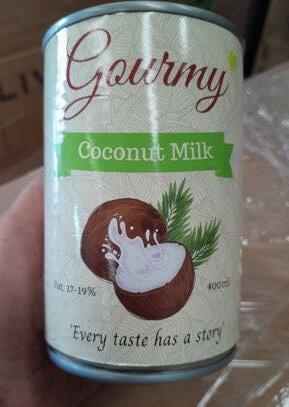 Gourmy
Coconut Milk
Fat: 17-19%
400ml
'Every taste has a story'